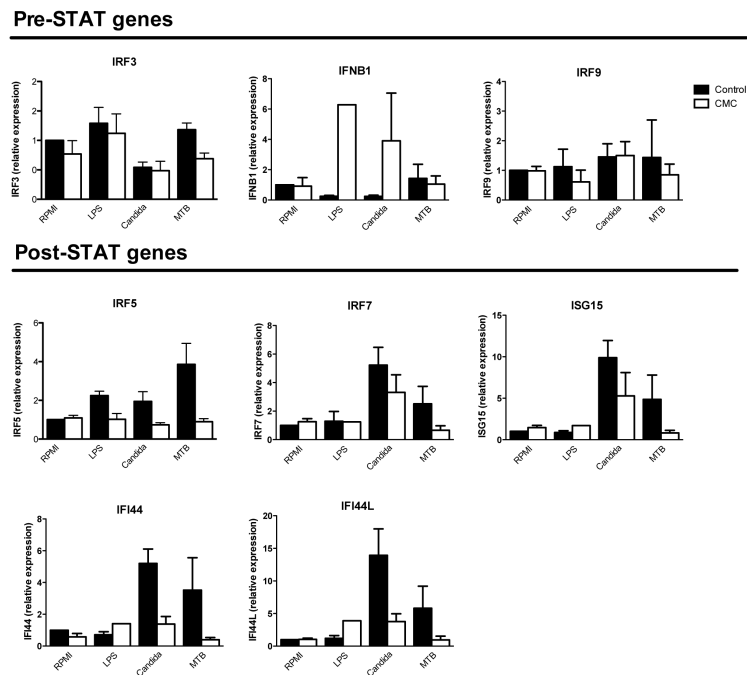 Pre-STAT genes
IRF3
IRF3 (relative expression)
2
2
1
1
0
0
RPMI
LPS
Candida
MTB
IFNB1
IFNB1 (relative expression)
8
6
4
2
0
RPMI
LPS
Candida
MTB
IRF9
IRF9 (relative expression)
4
3
2
1
0
RPMI
LPS
Candida
MTB
Control
CMC
Post-STAT genes
IRF5
IRF5 (relative expression)
6
4
2
0
RPMI
LPS
Candida
MTB
IRF7
IRF7 (relative expression)
8
6
4
2
0
RPMI
LPS
Candida
MTB
ISG15
ISG15 (relative expression)
15
10
5
0
RPMI
LPS
Candida
MTB
IFI44
IFI44 (relative expression)
8
6
4
2
0
RPMI
LPS
Candida
MTB
IFI44L
IFI44L (relative expression)
20
15
10
5
0
RPMI
LPS
Candida
MTB